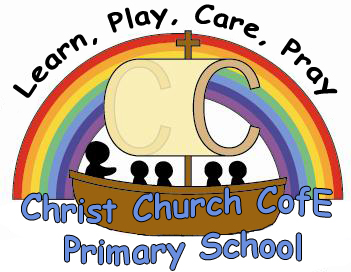 Learn, Play, Care, Pray
CC
Christ Church CofE
Primary School